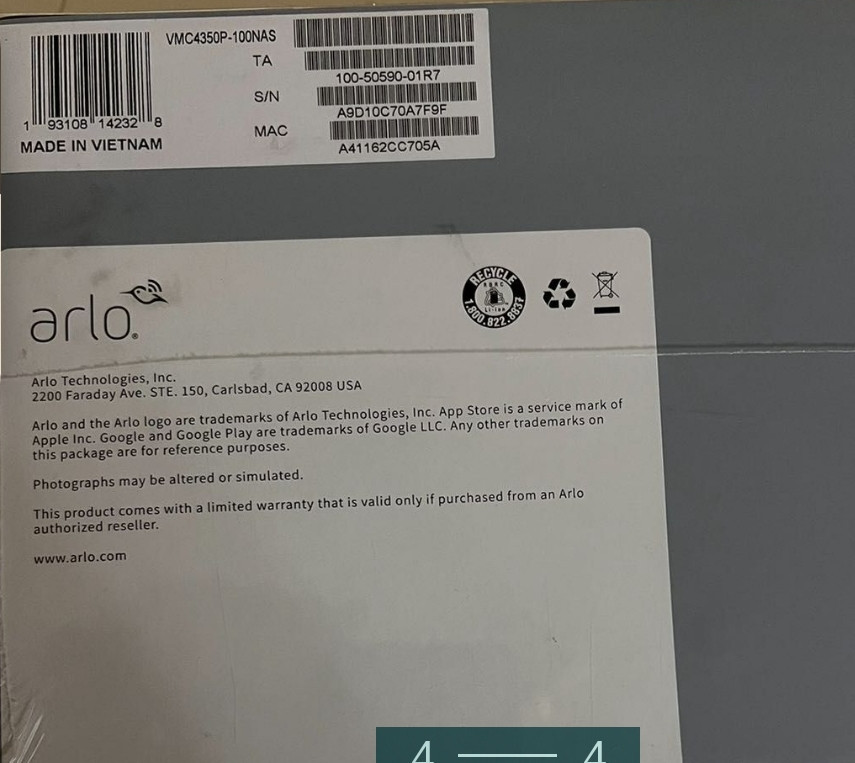 VMC4350P-100NAS
TA
100-50590-01R7
S/N
A9D10C70A7F9F
MAC
A41162CC705A
1 93108 14232 8
MADE IN VIETNAM
arlo
RECYCLE
RBRC
Li-ion
1.800.822.8837
Arlo Technologies, Inc.
2200 Faraday Ave. STE. 150, Carlsbad, CA 92008 USA
Arlo and the Arlo logo are trademarks of Arlo Technologies, Inc. App Store is a service mark of
Apple Inc. Google and Google Play are trademarks of Google LLC. Any other trademarks on
this package are for reference purposes.
Photographs may be altered or simulated.
This product comes with a limited warranty that is valid only if purchased from an Arlo
authorized reseller.
www.arlo.com
4 — 4